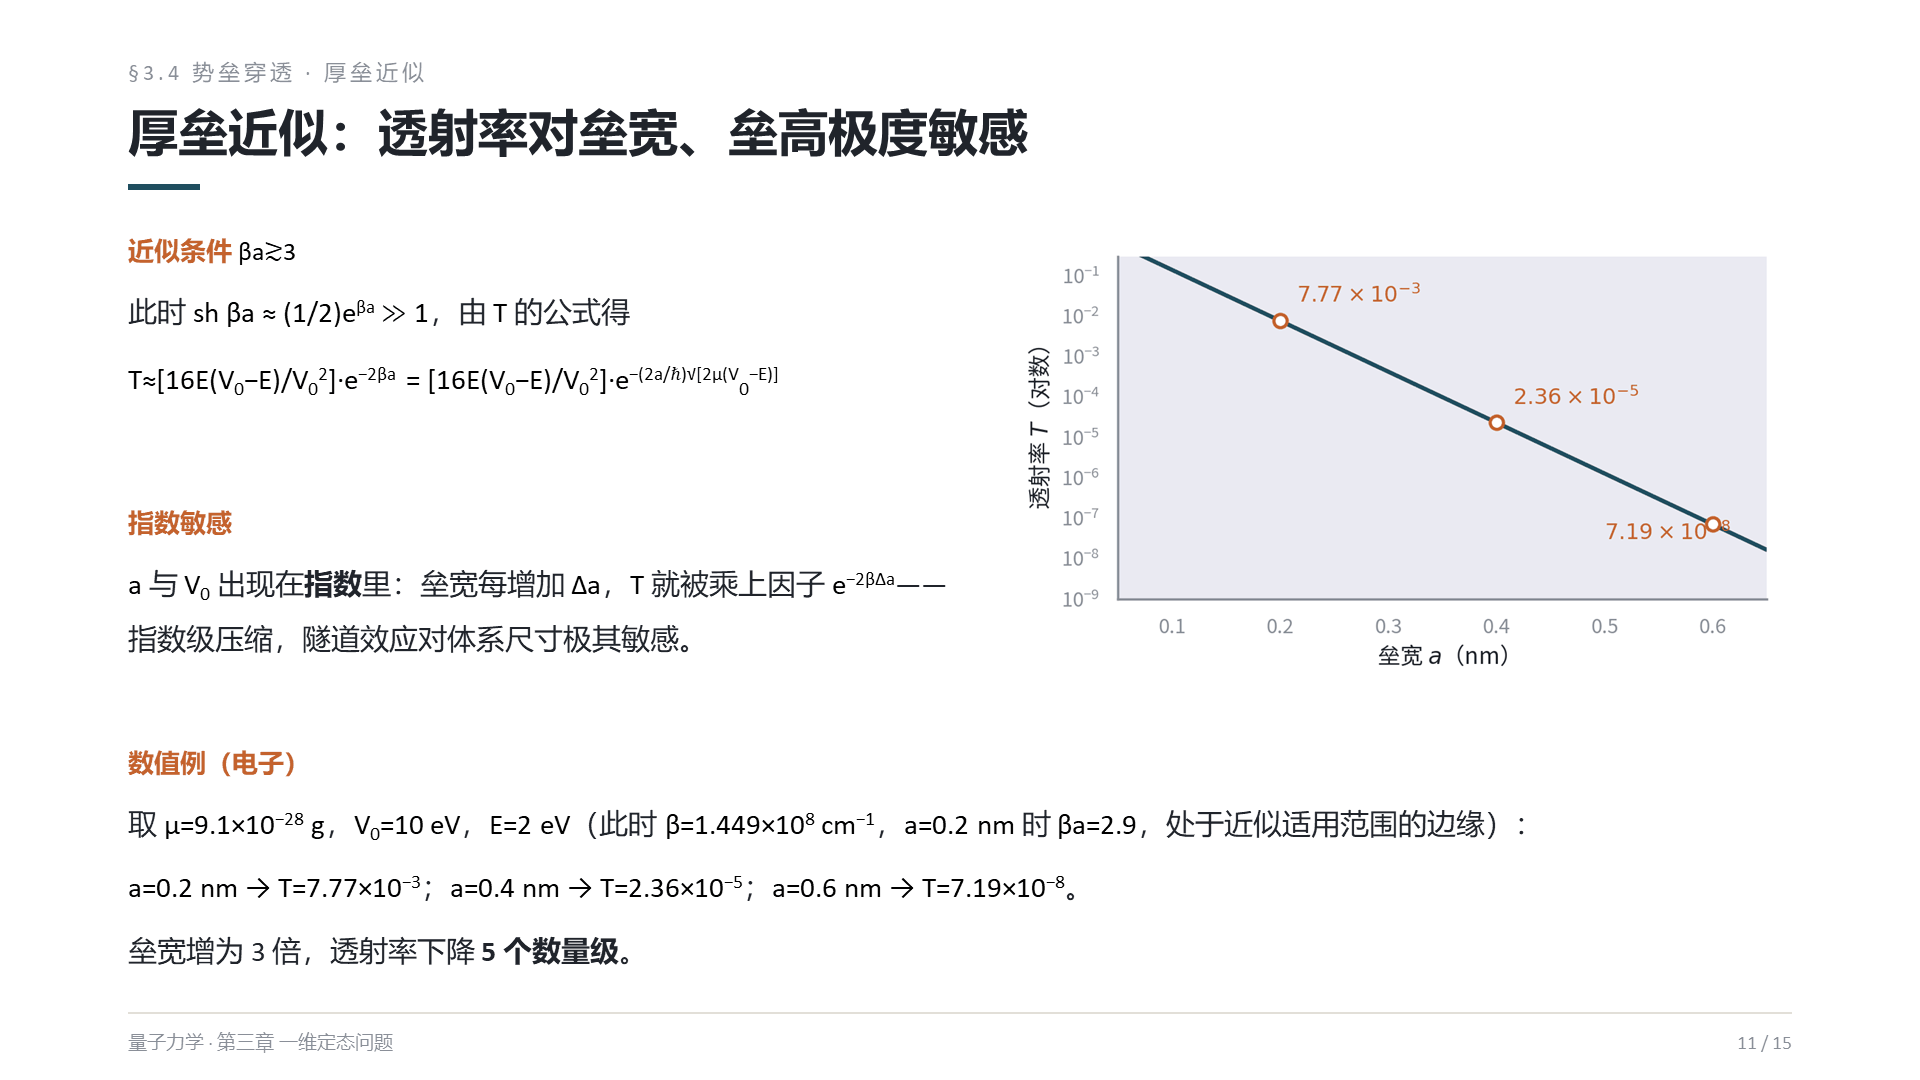 §3.4 势垒穿透 · 厚垒近似
厚垒近似：透射率对垒宽、垒高极度敏感
近似条件 βa≳3
此时 sh βa ≈ (1/2)e^βa ≫ 1，由 T 的公式得
T≈[16E(V₀−E)/V₀²]·e^−2βa = [16E(V₀−E)/V₀²]·e^−(2a/ℏ)√[2μ(V₀−E)]
指数敏感
a 与 V₀ 出现在指数里：垒宽每增加 Δa，T 就被乘上因子 e^−2βΔa——
指数级压缩，隧道效应对体系尺寸极其敏感。
数值例（电子）
取 μ=9.1×10⁻²⁸ g，V₀=10 eV，E=2 eV（此时 β=1.449×10⁸ cm⁻¹，a=0.2 nm 时 βa=2.9，处于近似适用范围的边缘）：
a=0.2 nm → T=7.77×10⁻³；a=0.4 nm → T=2.36×10⁻⁵；a=0.6 nm → T=7.19×10⁻⁸。
垒宽增为 3 倍，透射率下降 5 个数量级。
透射率 T（对数）
10⁻¹
10⁻²
10⁻³
10⁻⁴
10⁻⁵
10⁻⁶
10⁻⁷
10⁻⁸
10⁻⁹
7.77 × 10⁻³
2.36 × 10⁻⁵
7.19 × 10⁻⁸
0.1 0.2 0.3 0.4 0.5 0.6
垒宽 a（nm）
量子力学 · 第三章 一维定态问题
11 / 15